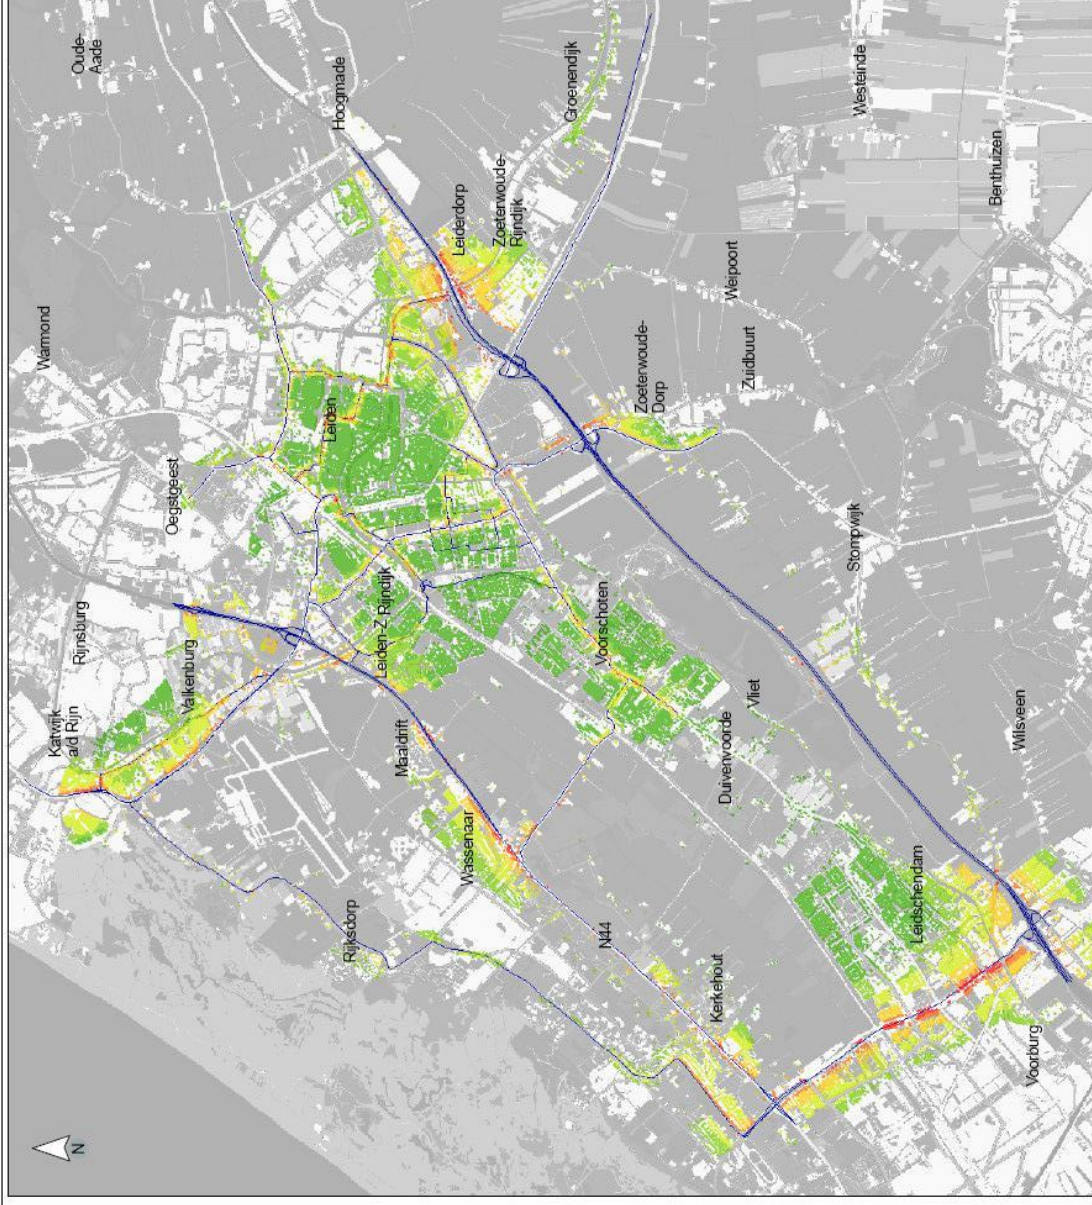 N
Warmond
Katwijk
a/d Rijn
Rijnsburg
Oude-
Aade
Oegstgeest
Valkenburg
Leiden
Hoogmade
Rijksdorp
Leiden-Z Rijndijk
Maaldrift
Leiderdorp
Wassenaar
Zoeterwoude-
Rijndijk
Groenendijk
N44
Voorschoten
Zoeterwoude-
Dorp
Kerkehout
Duivenvoorde
Weipoort
Zuidbuurt
Vliet
Stompwijk
Westeinde
Leidschendam
Benthuizen
Wilsveen
Voorburg